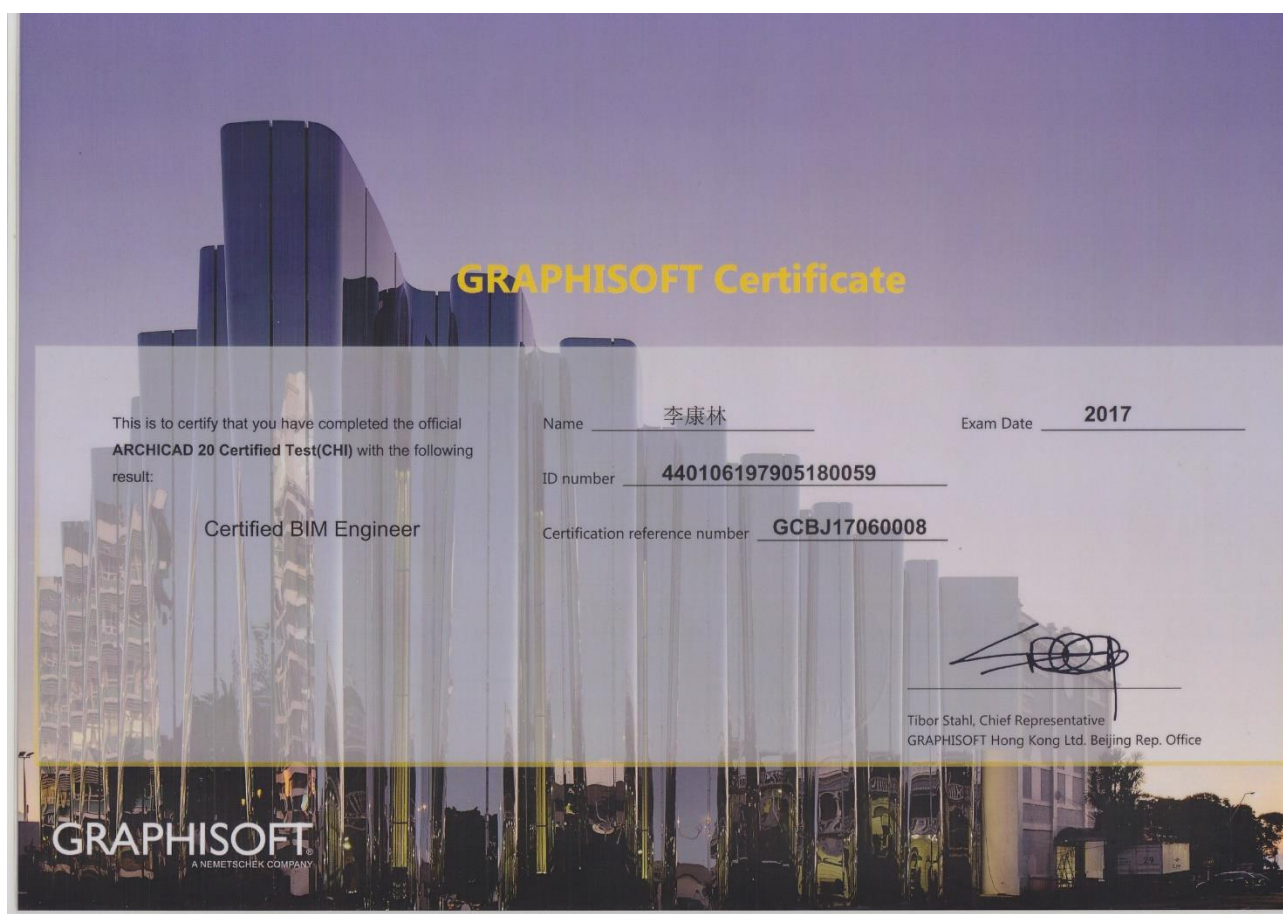 GRAPHISOFT Certificate
This is to certify that you have completed the official
ARCHICAD 20 Certified Test(CHI) with the following
result:
Certified BIM Engineer
Name 李康林
Exam Date 2017
ID number 440106197905180059
Certification reference number GCBJ17060008
Tibor Stahl, Chief Representative
GRAPHISOFT Hong Kong Ltd. Beijing Rep. Office
GRAPHISOFT®
A NEMETSCHEK COMPANY